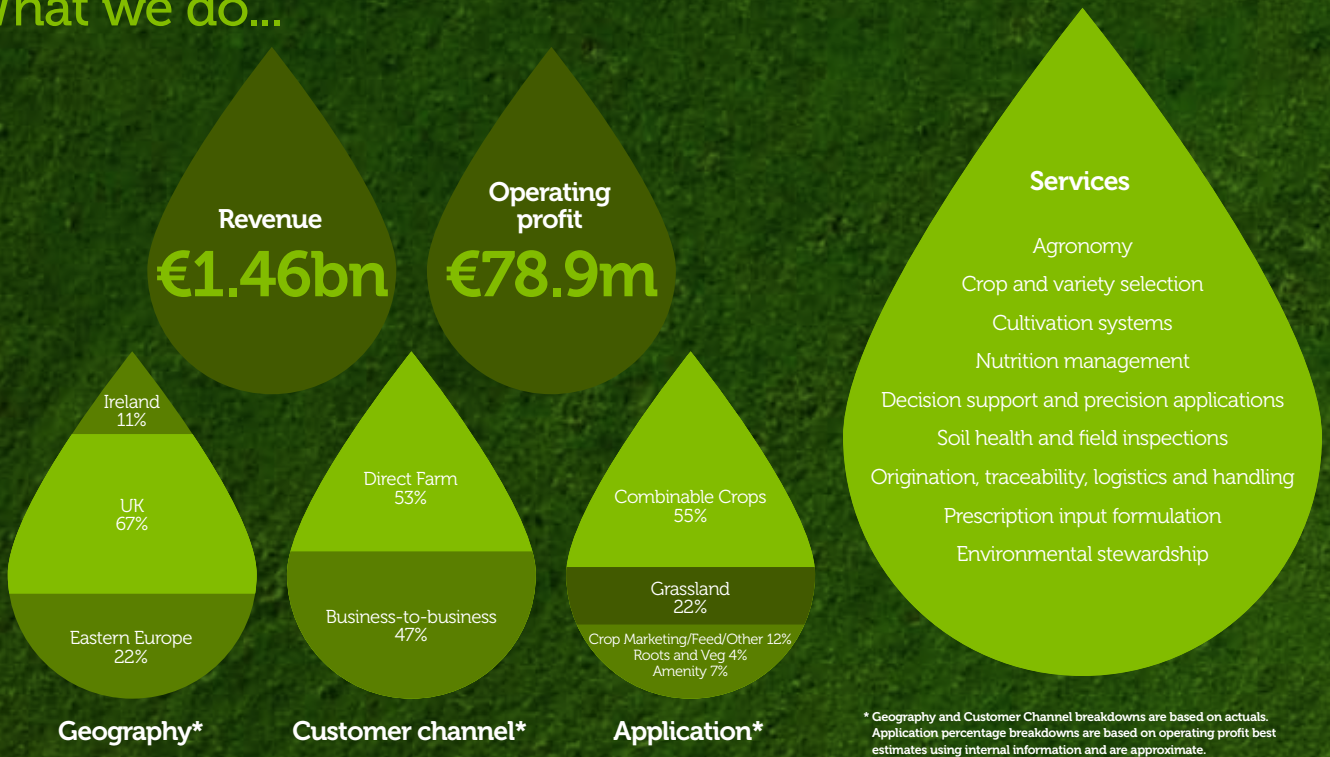 What we do...
Revenue
€1.46bn
Operating
profit
€78.9m
Ireland
11%
UK
67%
Eastern Europe
22%
Geography*
Direct Farm
53%
Business-to-business
47%
Customer channel*
Combinable Crops
55%
Grassland
22%
Crop Marketing/Feed/Other 12%
Roots and Veg 4%
Amenity 7%
Application*
Services
Agronomy
Crop and variety selection
Cultivation systems
Nutrition management
Decision support and precision applications
Soil health and field inspections
Origination, traceability, logistics and handling
Prescription input formulation
Environmental stewardship
* Geography and Customer Channel breakdowns are based on actuals.
Application percentage breakdowns are based on operating profit best
estimates using internal information and are approximate.